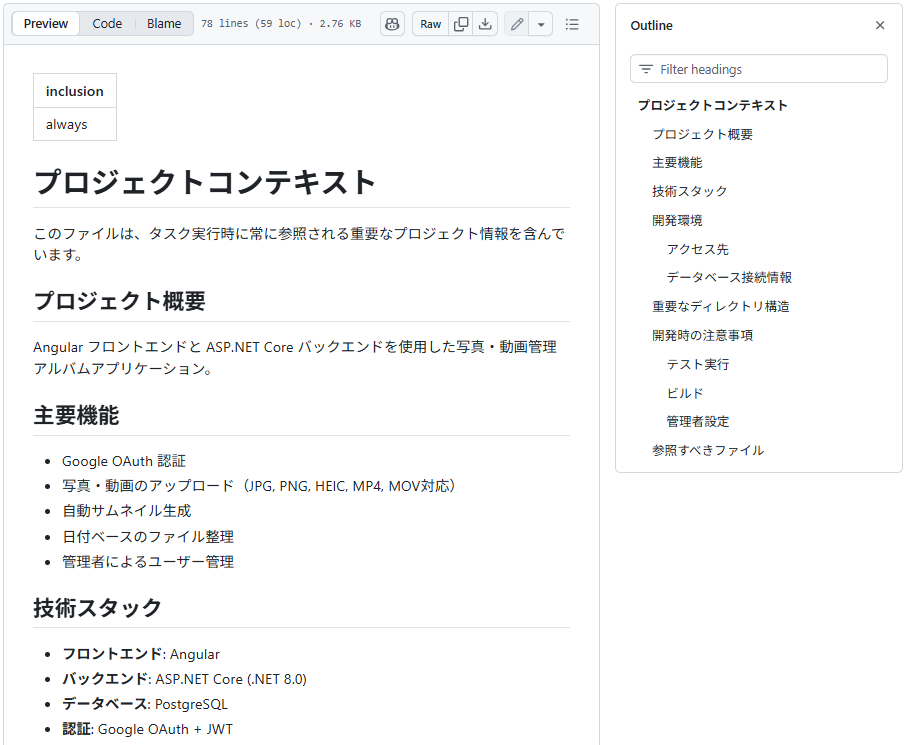 Preview Code Blame 78 lines (59 loc) · 2.76 KB Raw
inclusion
always
プロジェクトコンテキスト
このファイルは、タスク実行時に常に参照される重要なプロジェクト情報を含んで
います。
プロジェクト概要
Angular フロントエンドと ASP.NET Core バックエンドを使用した写真・動画管理
アルバムアプリケーション。
主要機能
• Google OAuth 認証
• 写真・動画のアップロード（JPG, PNG, HEIC, MP4, MOV対応）
• 自動サムネイル生成
• 日付ベースのファイル整理
• 管理者によるユーザー管理
技術スタック
• フロントエンド: Angular
• バックエンド: ASP.NET Core (.NET 8.0)
• データベース: PostgreSQL
• 認証: Google OAuth + JWT
Outline
Filter headings
プロジェクトコンテキスト
プロジェクト概要
主要機能
技術スタック
開発環境
アクセス先
データベース接続情報
重要なディレクトリ構造
開発時の注意事項
テスト実行
ビルド
管理者設定
参照すべきファイル